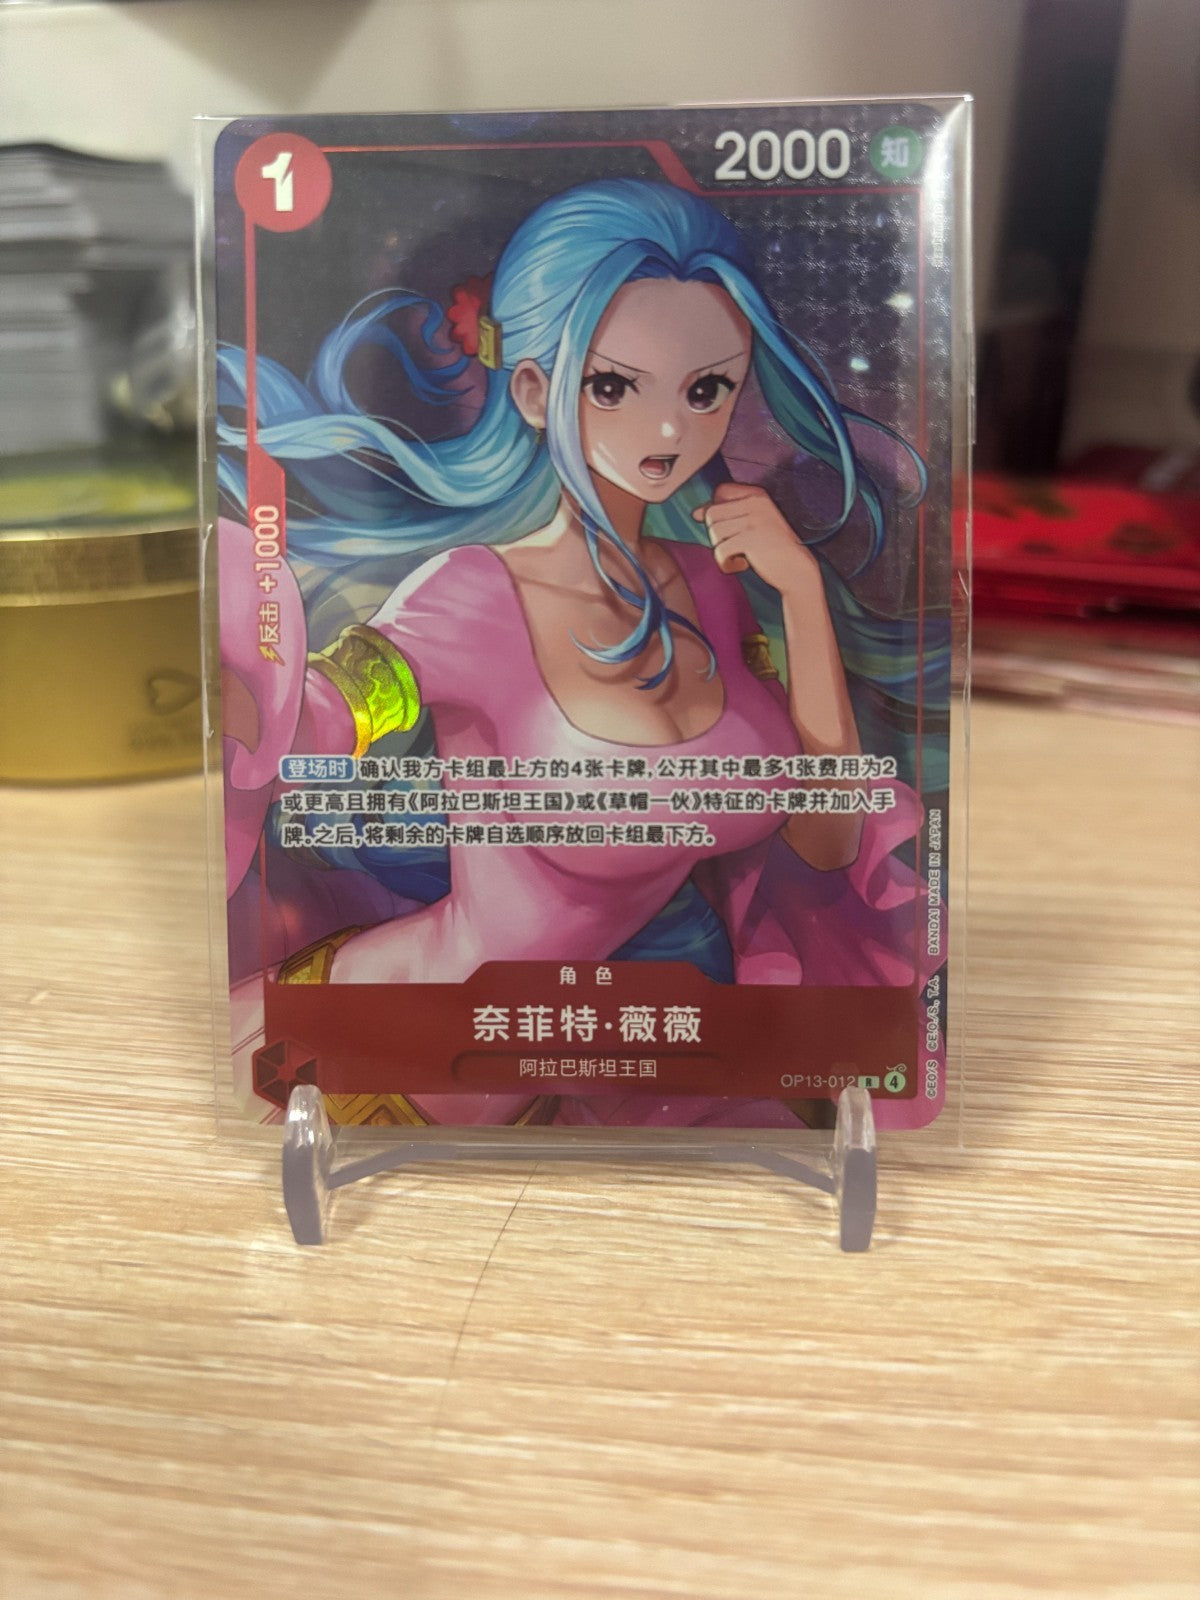 1
2000 知
反击 +1000
登场时 确认我方卡组最上方的4张卡牌,公开其中最多1张费用为2
或更高且拥有《阿拉巴斯坦王国》或《草帽一伙》特征的卡牌并加入手
牌。之后,将剩余的卡牌自选顺序放回卡组最下方。
角色
奈菲特·薇薇
阿拉巴斯坦王国
OP13-012 R 4
©E.O/S ©E.O./S., T.A. BANDAI MADE IN JAPAN